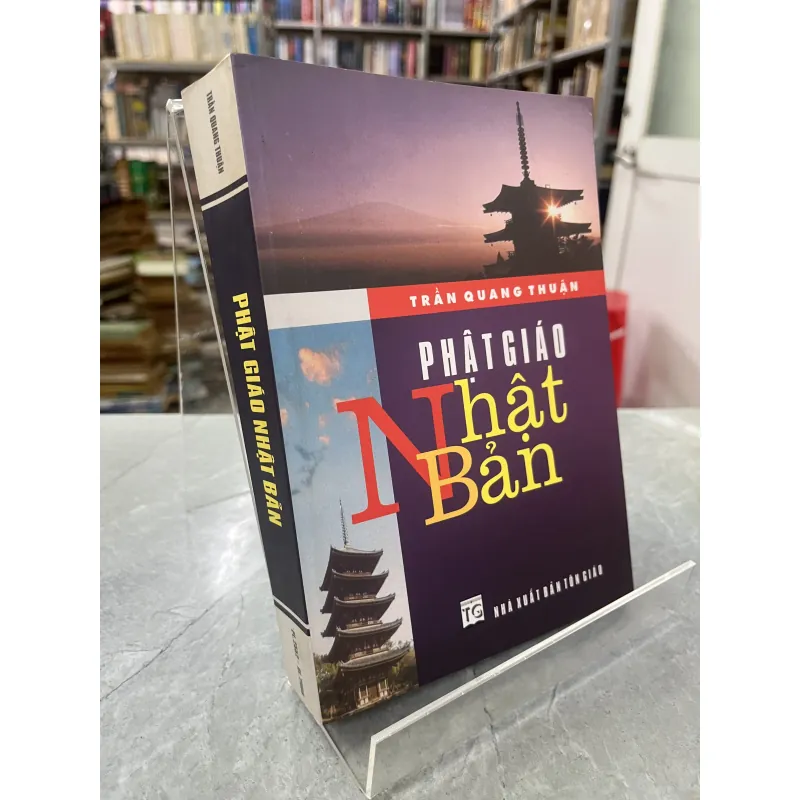 TRẦN QUANG THUẬN
PHẬT GIÁO NHẬT BẢN
TRẦN QUANG THUẬN
PHẬT GIÁO
Nhật
Bản
TG
NHÀ XUẤT BẢN TÔN GIÁO